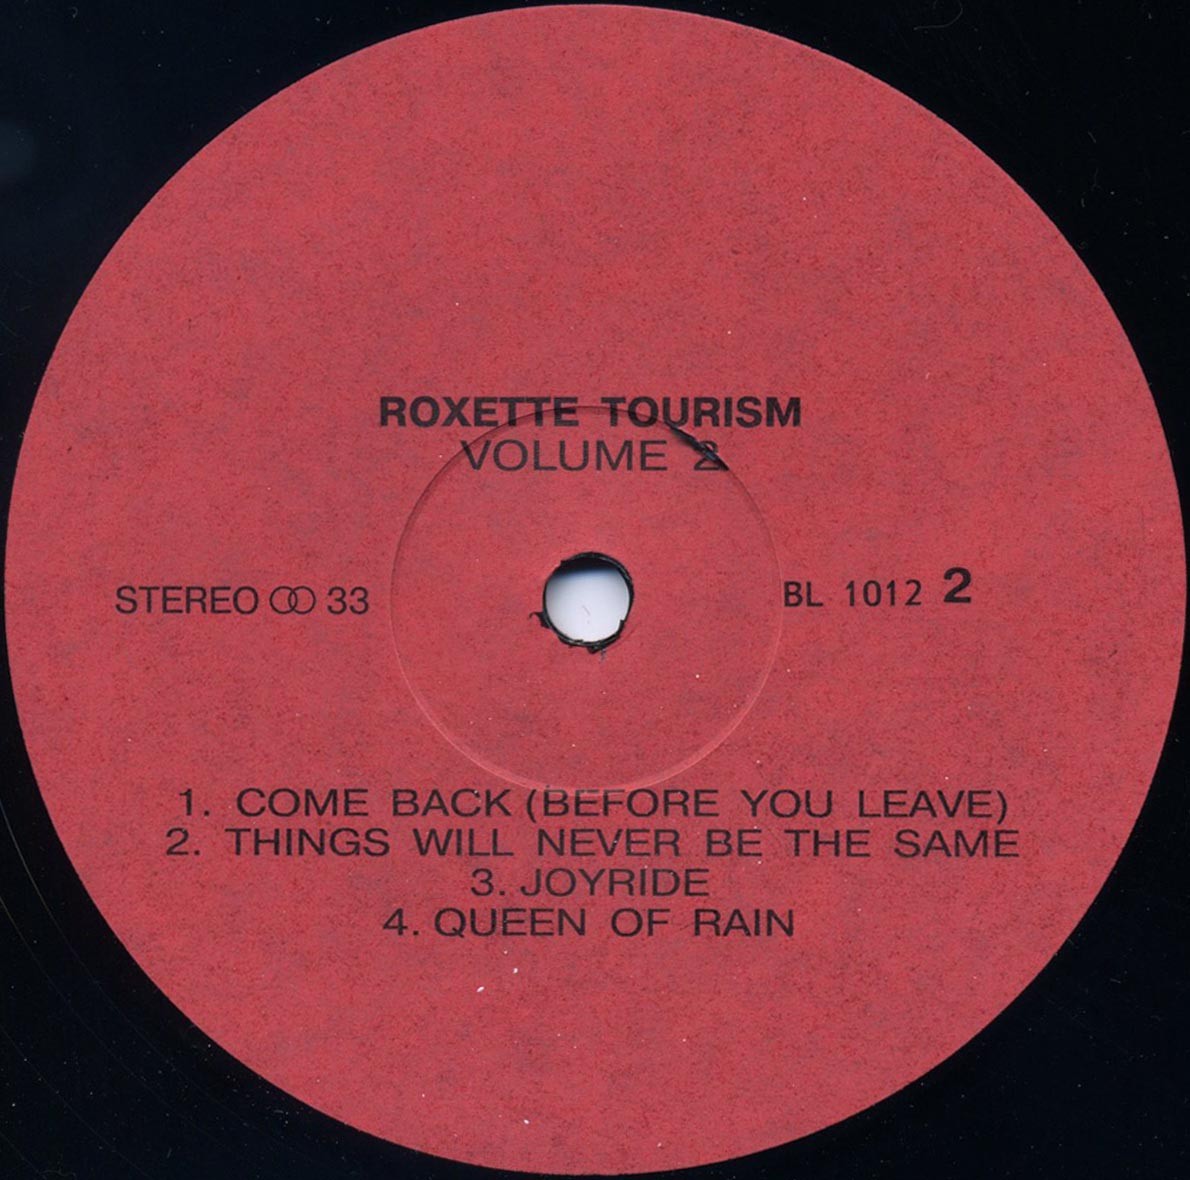 ROXETTE TOURISM
VOLUME 2
STEREO 33
BL 1012 2
1. COME BACK (BEFORE YOU LEAVE)
2. THINGS WILL NEVER BE THE SAME
3. JOYRIDE
4. QUEEN OF RAIN